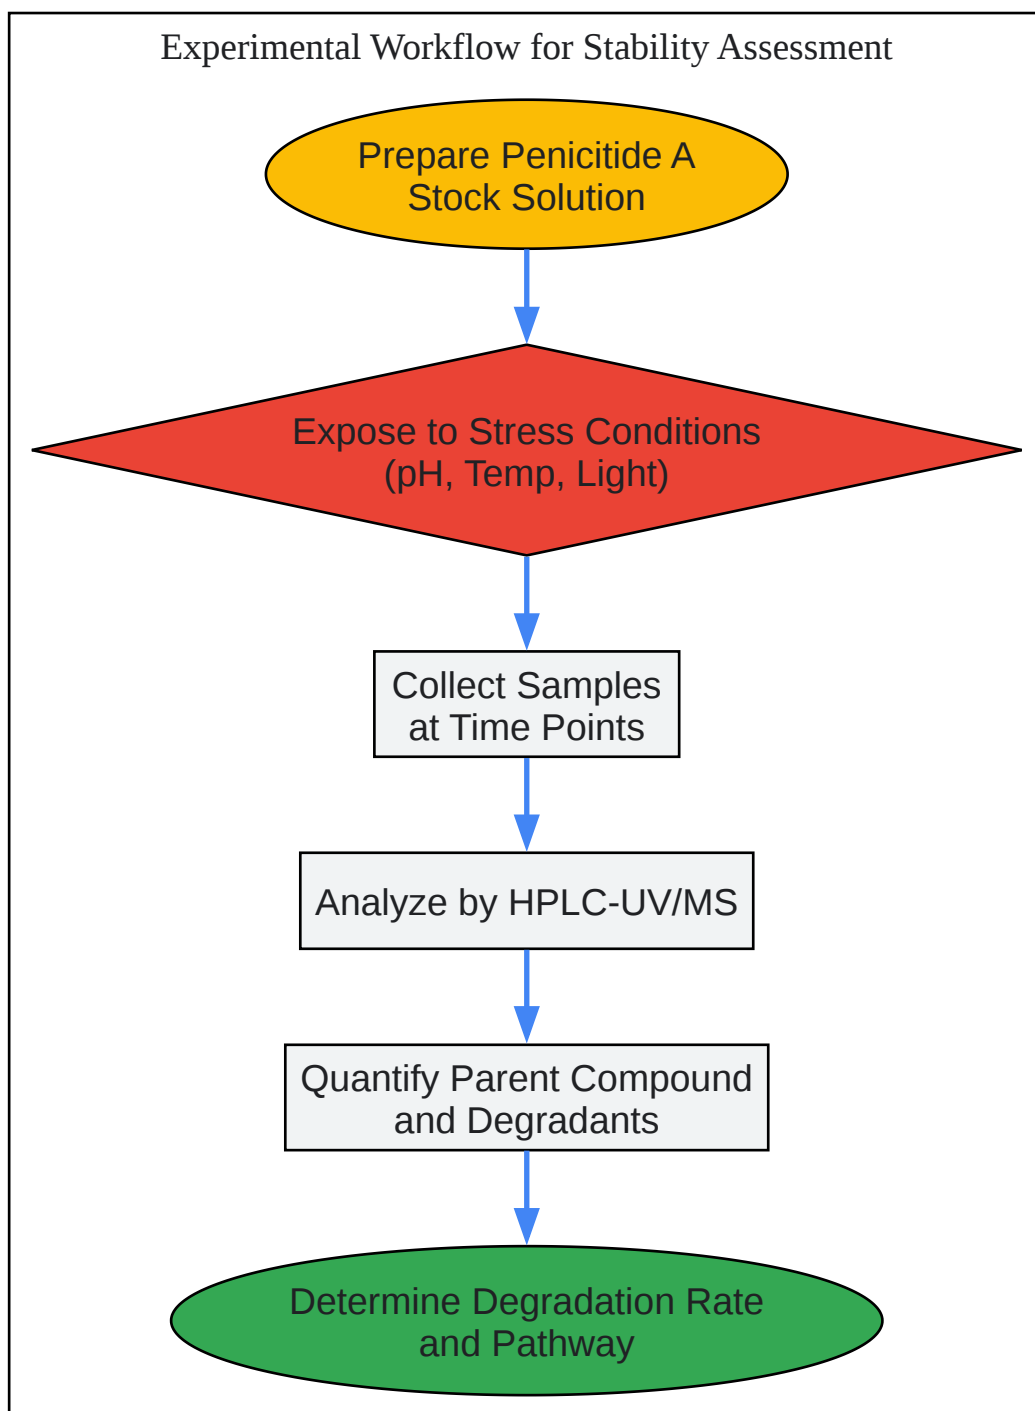 Experimental Workflow for Stability Assessment
Prepare Penicitide A
Stock Solution
Expose to Stress Conditions
(pH, Temp, Light)
Collect Samples
at Time Points
Analyze by HPLC-UV/MS
Quantify Parent Compound
and Degradants
Determine Degradation Rate
and Pathway